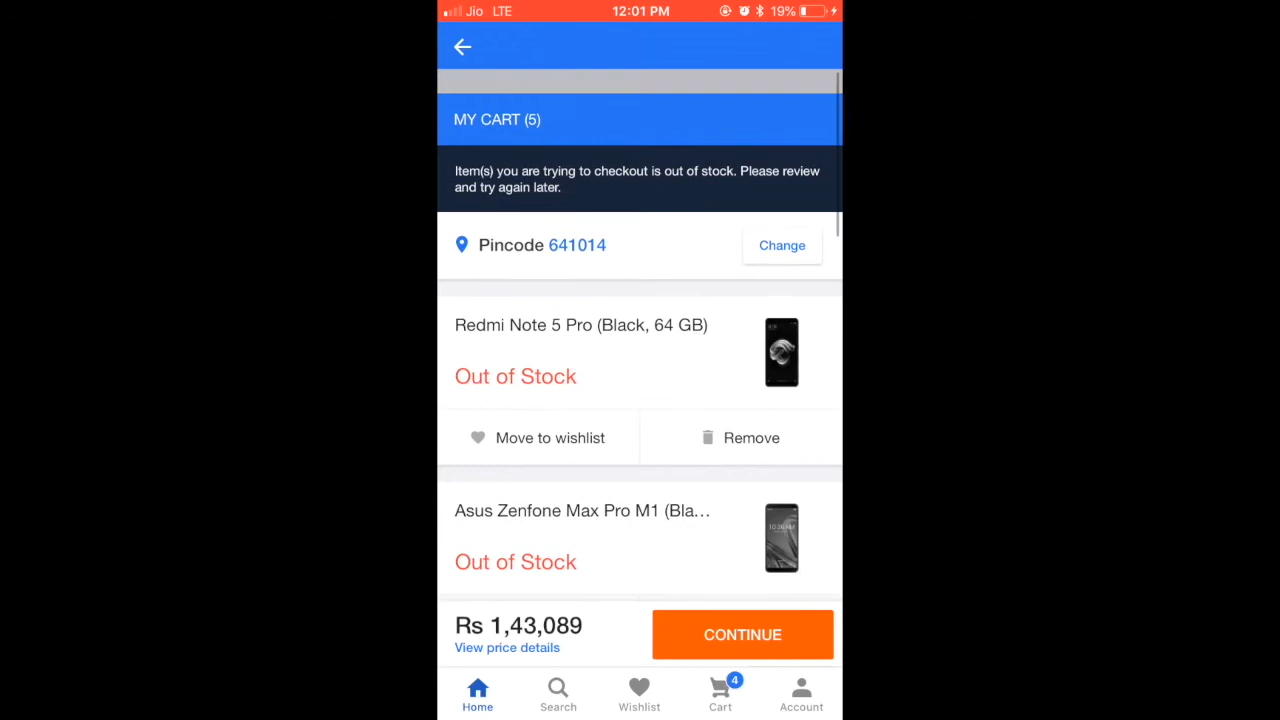 Jio LTE 12:01 PM 19%
MY CART (5)
Item(s) you are trying to checkout is out of stock. Please review
and try again later.
Pincode 641014 Change
Redmi Note 5 Pro (Black, 64 GB)
Out of Stock
Move to wishlist Remove
Asus Zenfone Max Pro M1 (Bla...
Out of Stock
Rs 1,43,089 CONTINUE
View price details
4
Home Search Wishlist Cart Account